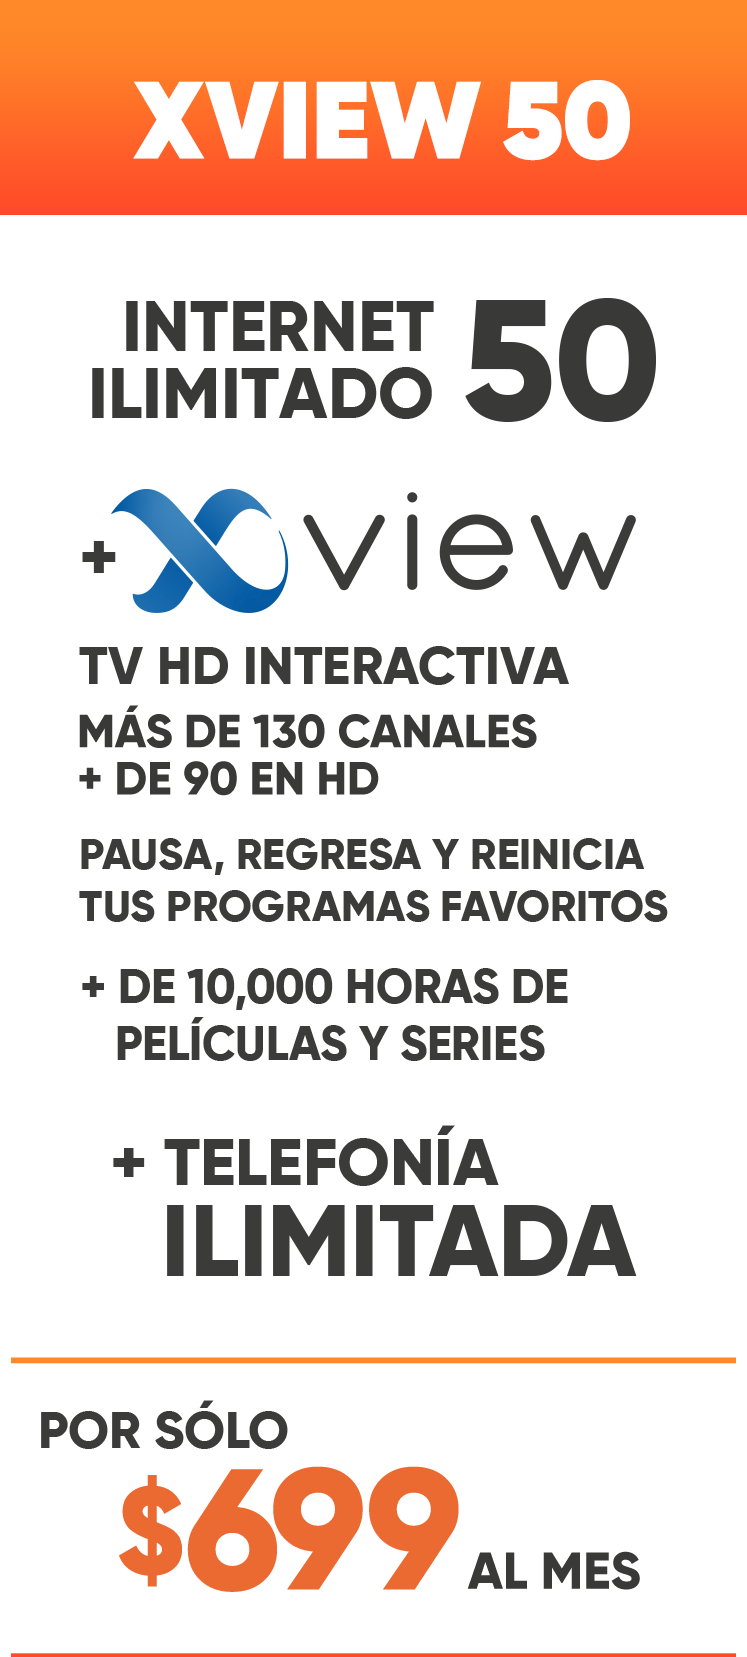 XVIEW 50
INTERNET
ILIMITADO 50
+ Xview
TV HD INTERACTIVA
MÁS DE 130 CANALES
+ DE 90 EN HD
PAUSA, REGRESA Y REINICIA
TUS PROGRAMAS FAVORITOS
+ DE 10,000 HORAS DE
PELÍCULAS Y SERIES
+ TELEFONÍA
ILIMITADA
POR SÓLO
$699 AL MES